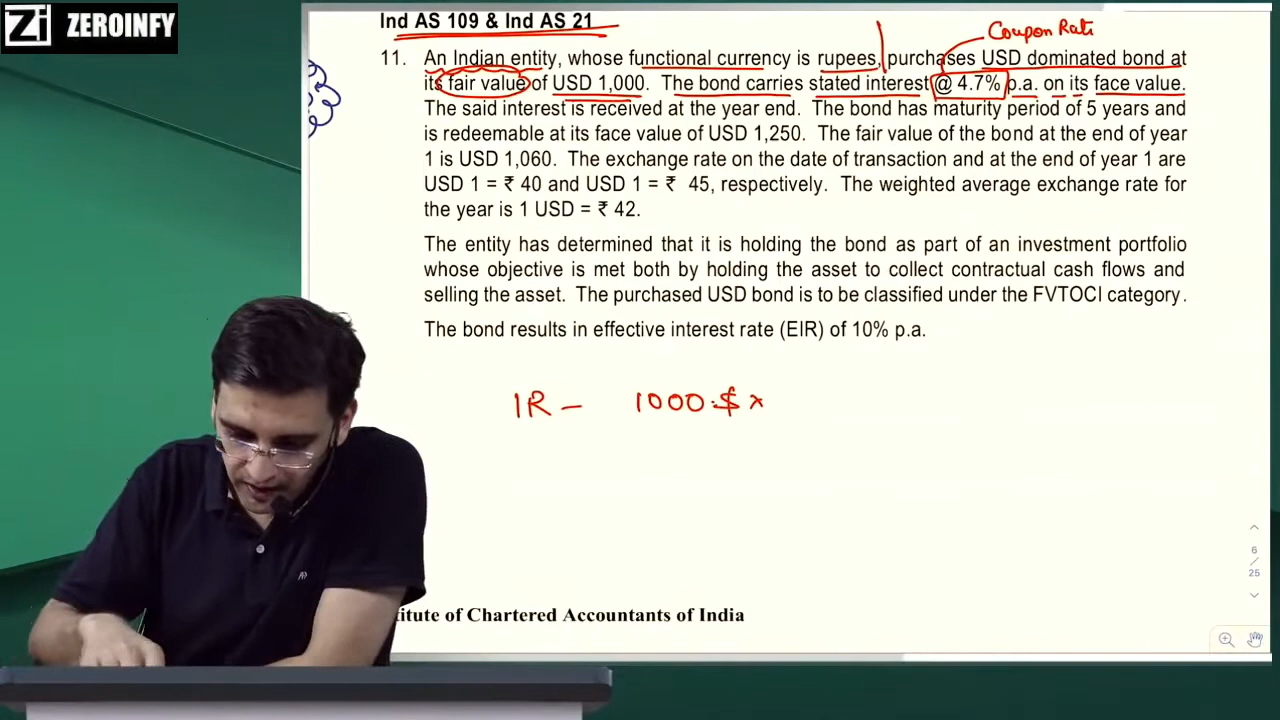 Zi ZEROINFY
Ind AS 109 & Ind AS 21
Coupon Rate
11. An Indian entity, whose functional currency is rupees, purchases USD dominated bond at
its fair value of USD 1,000. The bond carries stated interest @ 4.7% p.a. on its face value.
The said interest is received at the year end. The bond has maturity period of 5 years and
is redeemable at its face value of USD 1,250. The fair value of the bond at the end of year
1 is USD 1,060. The exchange rate on the date of transaction and at the end of year 1 are
USD 1 = ₹ 40 and USD 1 = ₹ 45, respectively. The weighted average exchange rate for
the year is 1 USD = ₹ 42.
The entity has determined that it is holding the bond as part of an investment portfolio
whose objective is met both by holding the asset to collect contractual cash flows and
selling the asset. The purchased USD bond is to be classified under the FVTOCI category.
The bond results in effective interest rate (EIR) of 10% p.a.
IR – 1000 $ x
titute of Chartered Accountants of India
6
/
25